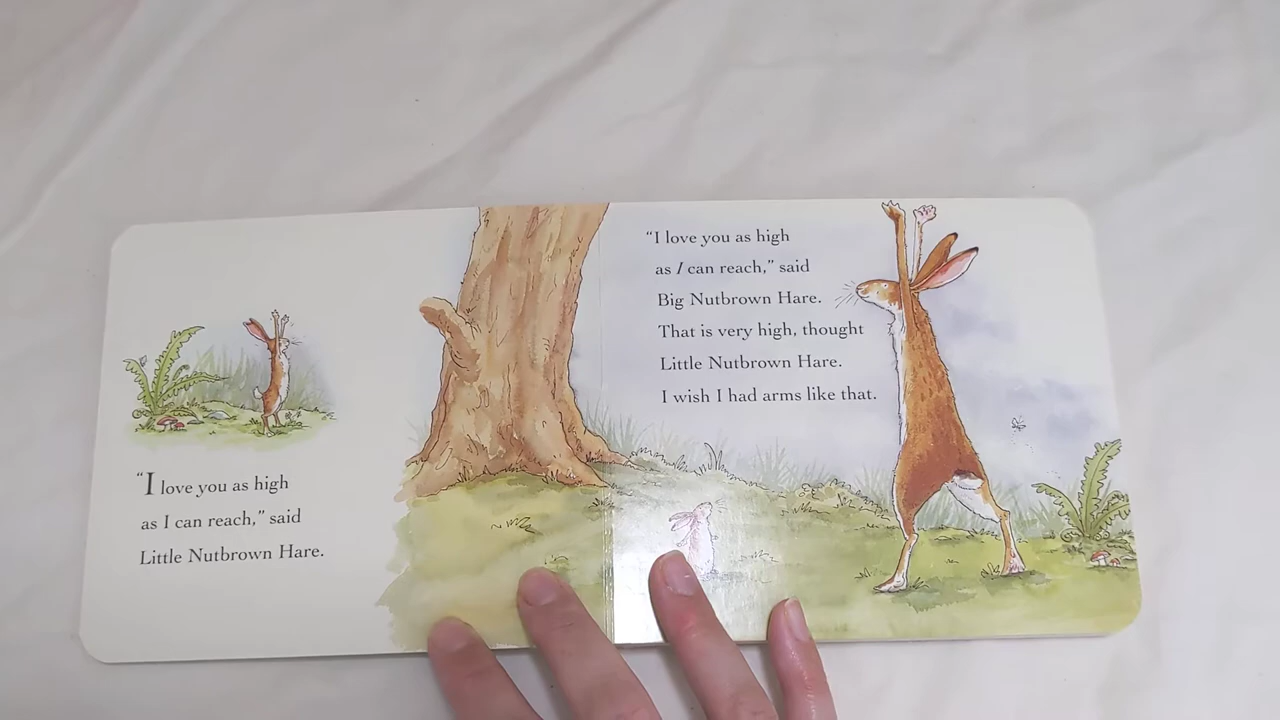 “I love you as high
as I can reach,” said
Little Nutbrown Hare.
“I love you as high
as I can reach,” said
Big Nutbrown Hare.
That is very high, thought
Little Nutbrown Hare.
I wish I had arms like that.